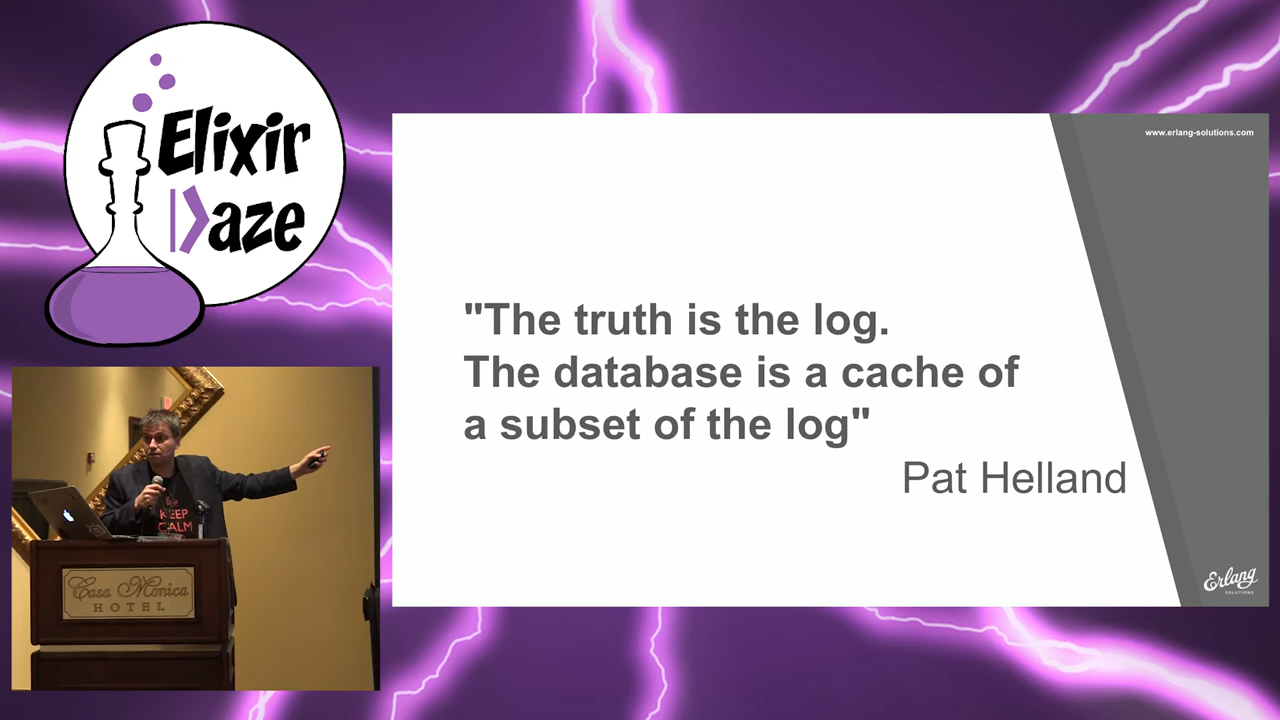 Elixir
Daze
www.erlang-solutions.com
"The truth is the log.
The database is a cache of
a subset of the log"
Pat Helland
Erlang
SOLUTIONS
KEEP
CALM
Casa Monica
HOTEL